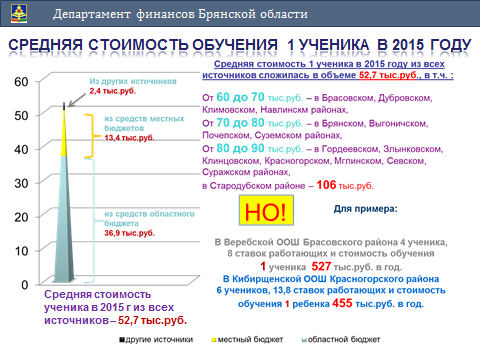 Департамент финансов Брянской области
СРЕДНЯЯ СТОИМОСТЬ ОБУЧЕНИЯ 1 УЧЕНИКА В 2015 ГОДУ
60
50
40
30
20
10
0
Из других источников
2,4 тыс.руб.
из средств местных
бюджетов
13,4 тыс.руб.
из средств областного
бюджета
36,9 тыс.руб.
Средняя стоимость
ученика в 2015 г из всех
источников – 52,7 тыс.руб.
Средняя стоимость 1 ученика в 2015 году из всех
источников сложилась в объеме 52,7 тыс.руб., в т.ч. :
От 60 до 70 тыс.руб. – в Брасовском, Дубровском,
Климовском, Навлинскм районах,
От 70 до 80 тыс.руб. – в Брянском, Выгоничском,
Почепском, Суземском районах,
От 80 до 90 тыс.руб. – в Гордеевском, Злынковском,
Клинцовском, Красногорском, Мглинском, Севском,
Суражском районах,
в Стародубском районе – 106 тыс.руб.
НО!
Для примера:
В Веребской ООШ Брасовского района 4 ученика,
8 ставок работающих и стоимость обучения
1 ученика 527 тыс.руб. в год.
В Кибирщенской ООШ Красногорского района
6 учеников, 13,8 ставок работающих и стоимость
обучения 1 ребенка 455 тыс.руб. в год.
другие источники местный бюджет областной бюджет